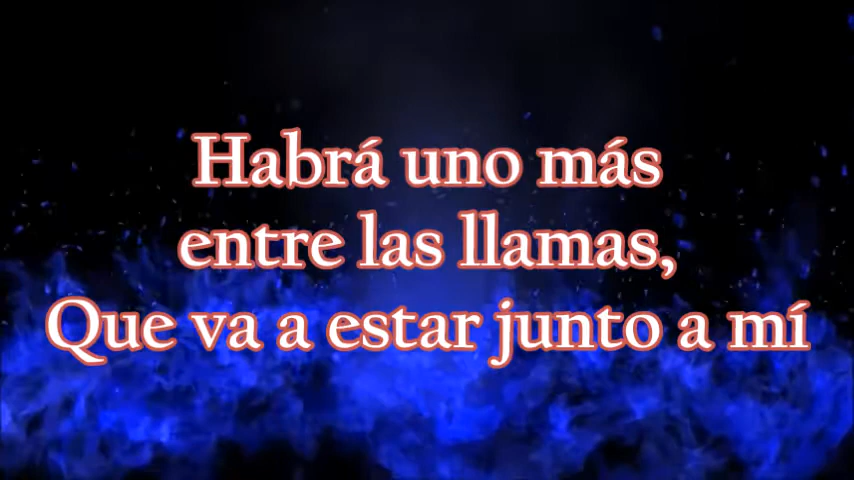 Habrá uno más
entre las llamas,
Que va a estar junto a mí